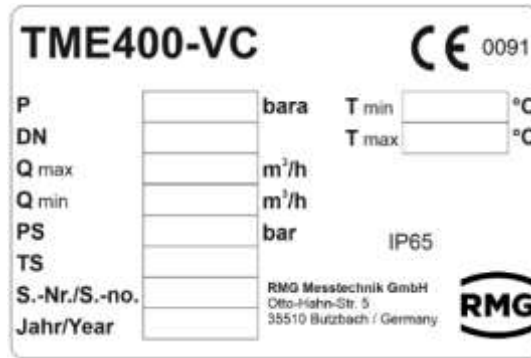 TME400-VC CE 0091
P bara T min °C
DN T max °C
Q max m³/h
Q min m³/h
PS bar
IP65
TS
S.-Nr./S.-no.
Jahr/Year
RMG Messtechnik GmbH
Otto-Hahn-Str. 5
35510 Butzbach / Germany
RMG